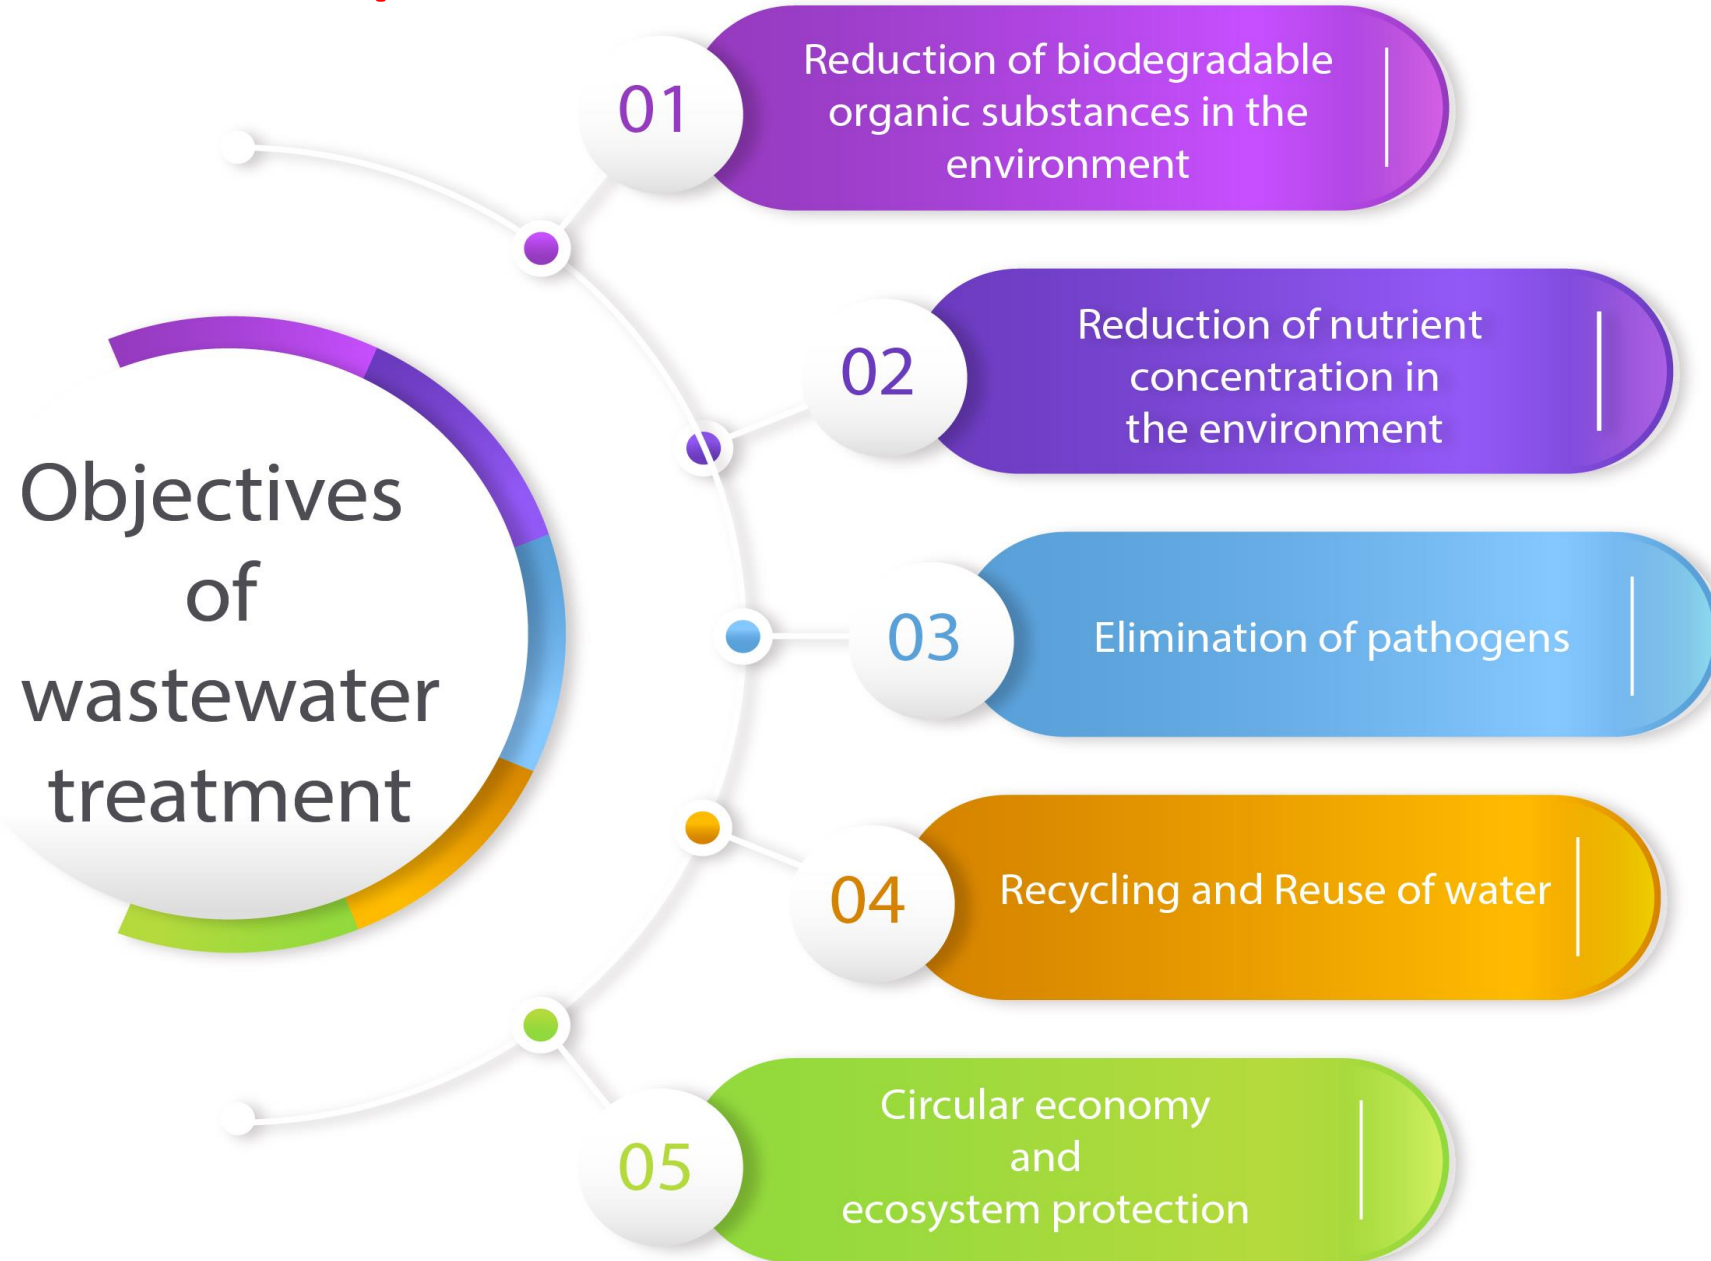 Objectives
of
wastewater
treatment
01
Reduction of biodegradable
organic substances in the
environment
02
Reduction of nutrient
concentration in
the environment
03
Elimination of pathogens
04
Recycling and Reuse of water
05
Circular economy
and
ecosystem protection